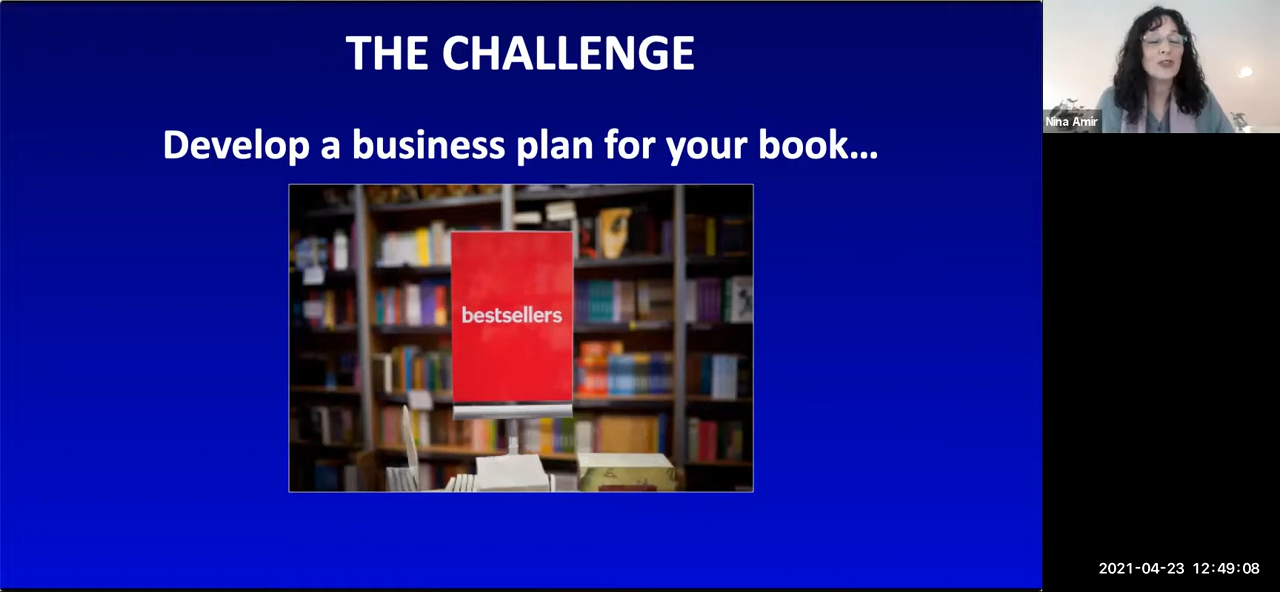 THE CHALLENGE
Develop a business plan for your book...
bestsellers
Nina Amir
2021-04-23 12:49:08